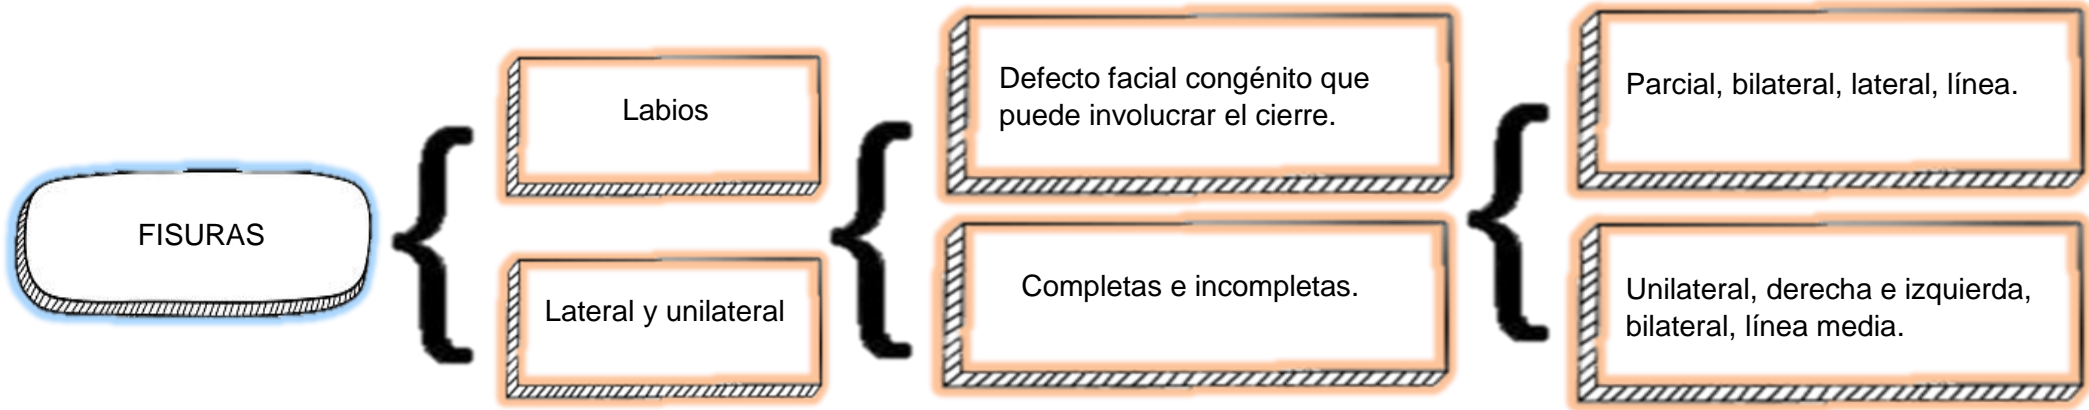 FISURAS
Labios
Lateral y unilateral
Defecto facial congénito que
puede involucrar el cierre.
Completas e incompletas.
Parcial, bilateral, lateral, línea.
Unilateral, derecha e izquierda,
bilateral, línea media.